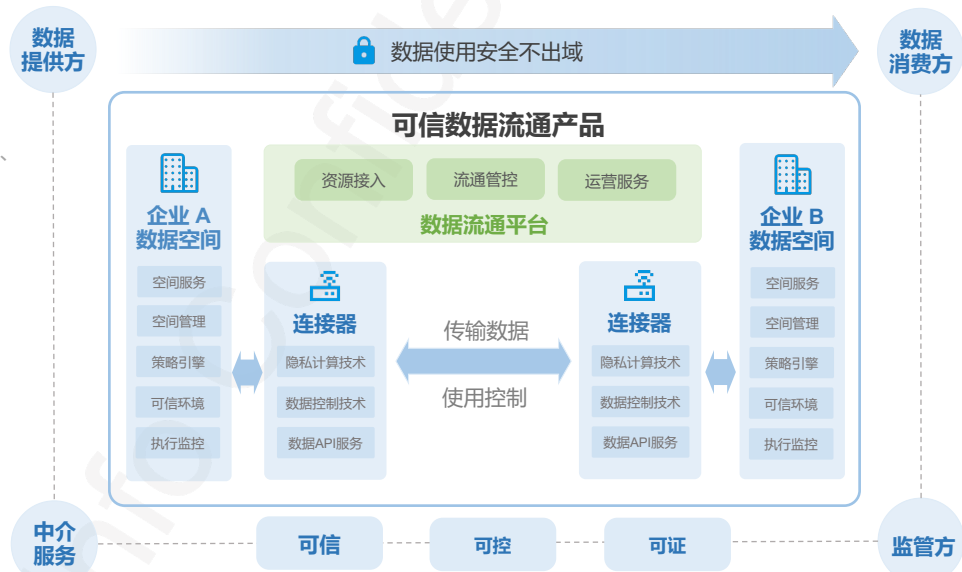 数据
提供方
数据使用安全不出域
数据
消费方
、
可信数据流通产品
资源接入
流通管控
运营服务
数据流通平台
企业 A
数据空间
空间服务
空间管理
策略引擎
可信环境
执行监控
连接器
隐私计算技术
数据控制技术
数据API服务
传输数据
使用控制
连接器
隐私计算技术
数据控制技术
数据API服务
企业 B
数据空间
空间服务
空间管理
策略引擎
可信环境
执行监控
中介
服务
可信
可控
可证
监管方